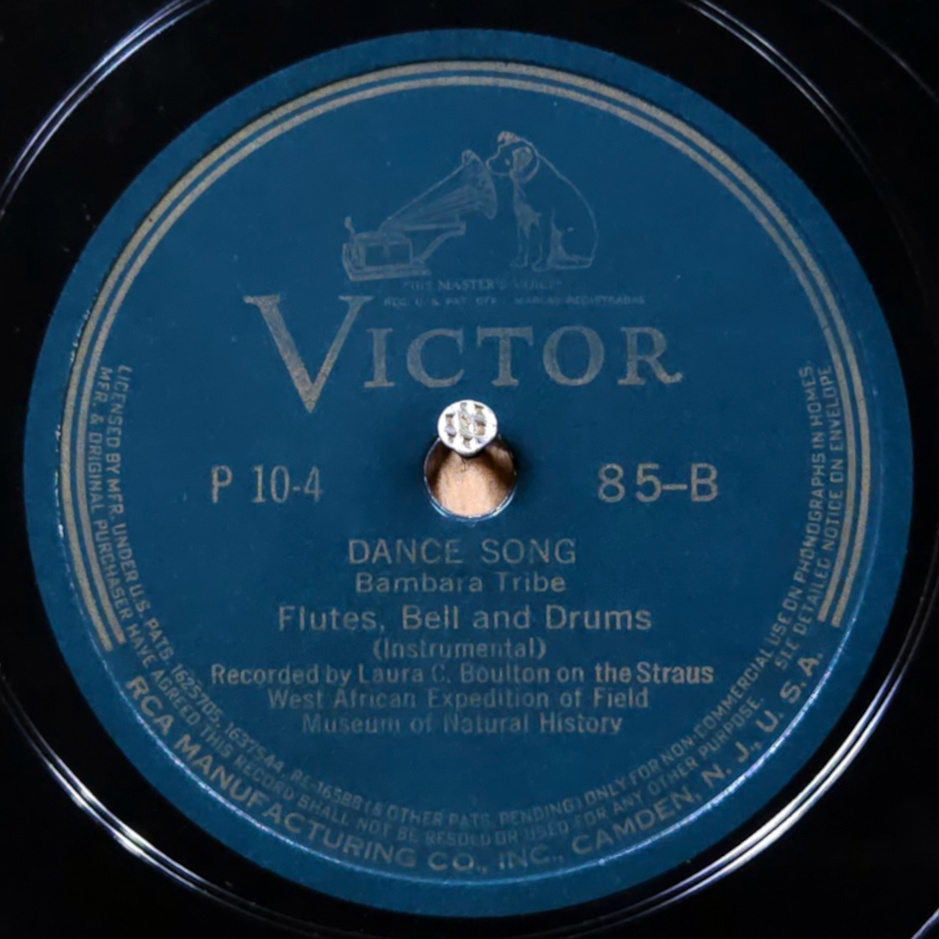 "HIS MASTER'S VOICE"
REG. U. S. PAT. OFF. MARCAS REGISTRADAS
VICTOR
P 10-4
85-B
DANCE SONG
Bambara Tribe
Flutes, Bell and Drums
(Instrumental)
Recorded by Laura C. Boulton on the Straus
West African Expedition of Field
Museum of Natural History
LICENSED BY MFR. UNDER U.S. PATS. 1625705, 1637544, RE. 16588 (& OTHER PATS. PENDING) ONLY FOR NON-COMMERCIAL USE ON PHONOGRAPHS IN HOMES.
MFR. & ORIGINAL PURCHASER HAVE AGREED THIS RECORD SHALL NOT BE RESOLD OR USED FOR ANY OTHER PURPOSE. SEE DETAILED NOTICE ON ENVELOPE
RCA MANUFACTURING CO., INC., CAMDEN, N. J., U. S. A.